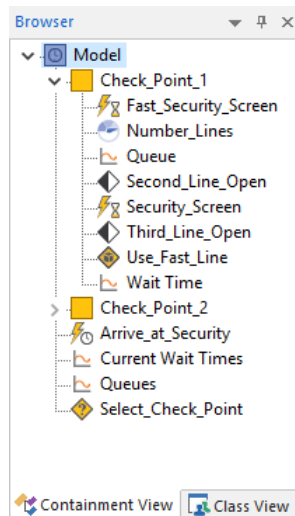 Browser
Model
Check_Point_1
Fast_Security_Screen
Number_Lines
Queue
Second_Line_Open
Security_Screen
Third_Line_Open
Use_Fast_Line
Wait Time
Check_Point_2
Arrive_at_Security
Current Wait Times
Queues
Select_Check_Point
Containment View Class View